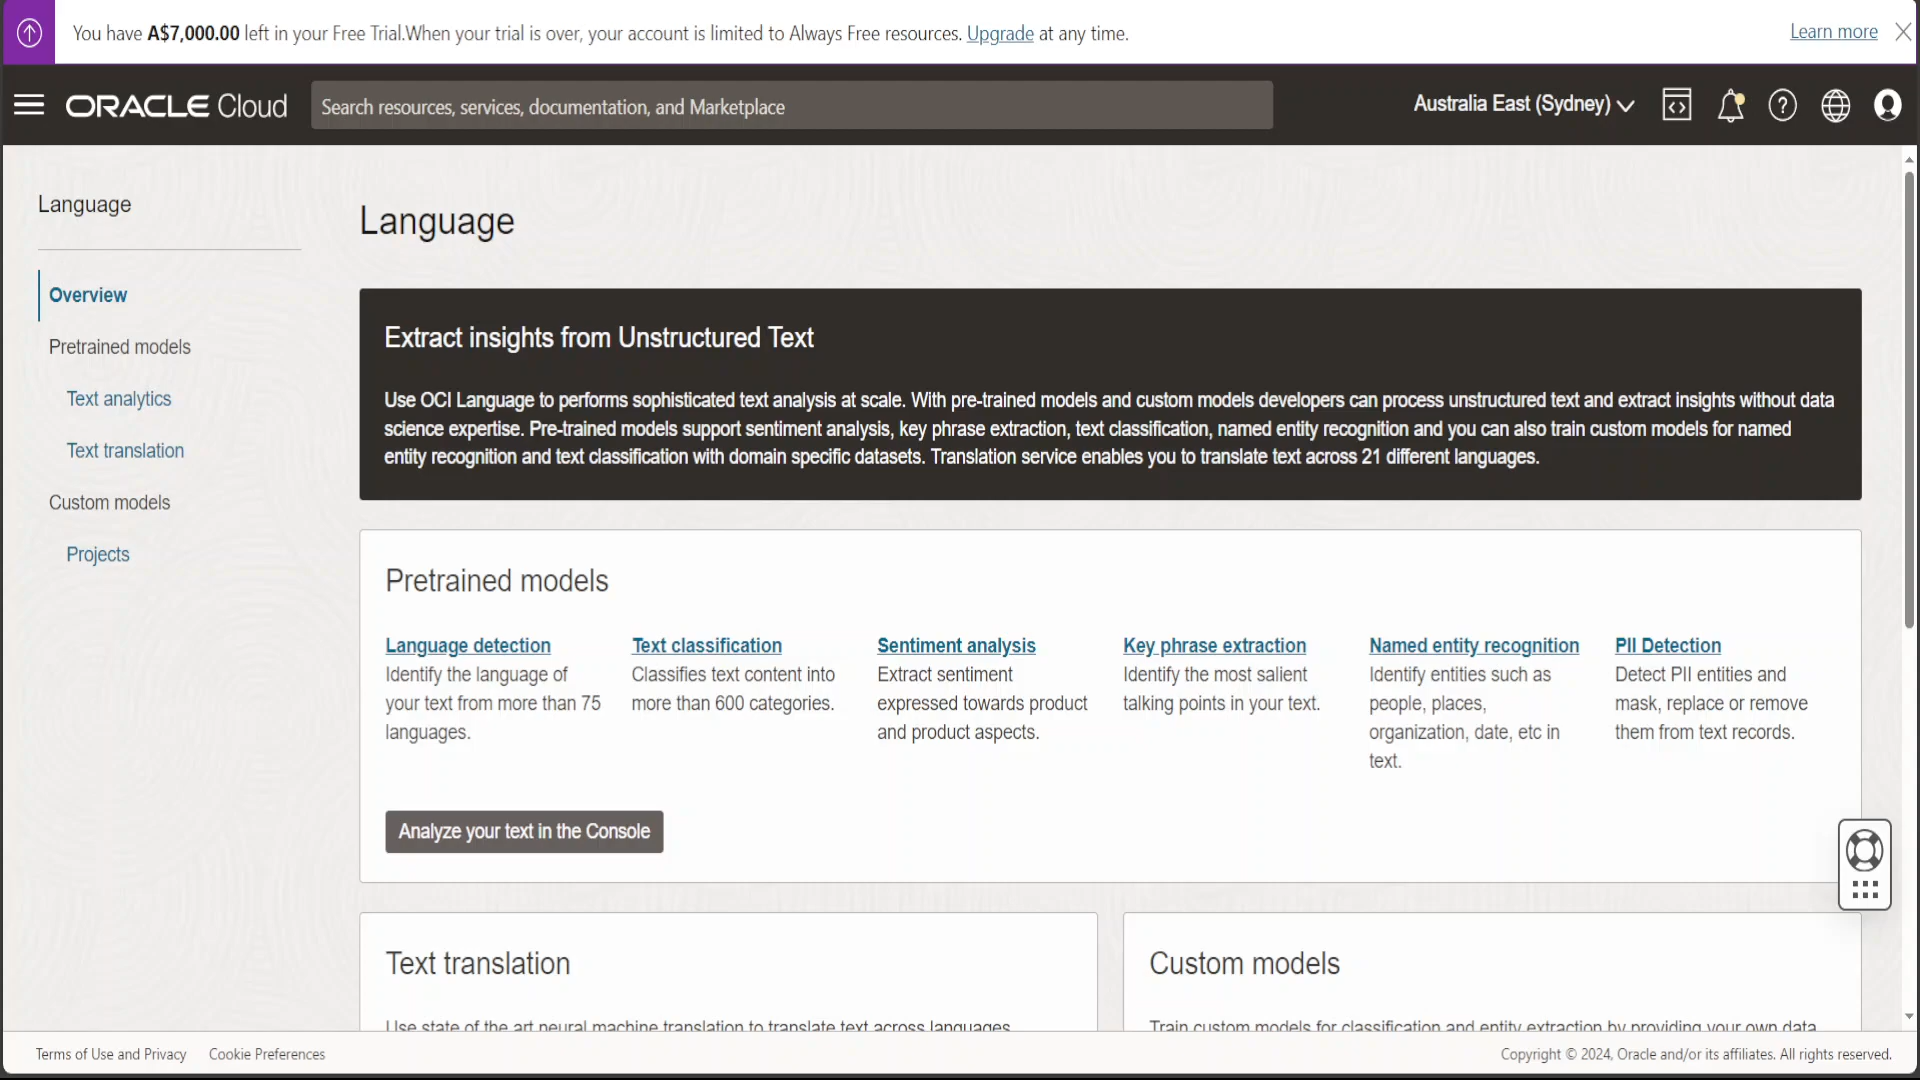 You have A$7,000.00 left in your Free Trial.When your trial is over, your account is limited to Always Free resources. Upgrade at any time.
Learn more
ORACLE Cloud
Search resources, services, documentation, and Marketplace
Australia East (Sydney)
Language
Overview
Pretrained models
Text analytics
Text translation
Custom models
Projects
Language
Extract insights from Unstructured Text
Use OCI Language to performs sophisticated text analysis at scale. With pre-trained models and custom models developers can process unstructured text and extract insights without data
science expertise. Pre-trained models support sentiment analysis, key phrase extraction, text classification, named entity recognition and you can also train custom models for named
entity recognition and text classification with domain specific datasets. Translation service enables you to translate text across 21 different languages.
Pretrained models
Language detection
Identify the language of
your text from more than 75
languages.
Text classification
Classifies text content into
more than 600 categories.
Sentiment analysis
Extract sentiment
expressed towards product
and product aspects.
Key phrase extraction
Identify the most salient
talking points in your text.
Named entity recognition
Identify entities such as
people, places,
organization, date, etc in
text.
PII Detection
Detect PII entities and
mask, replace or remove
them from text records.
Analyze your text in the Console
Text translation
Use state of the art neural machine translation to translate text across languages
Custom models
Train custom models for classification and entity extraction by providing your own data
Terms of Use and Privacy
Cookie Preferences
Copyright © 2024, Oracle and/or its affiliates. All rights reserved.